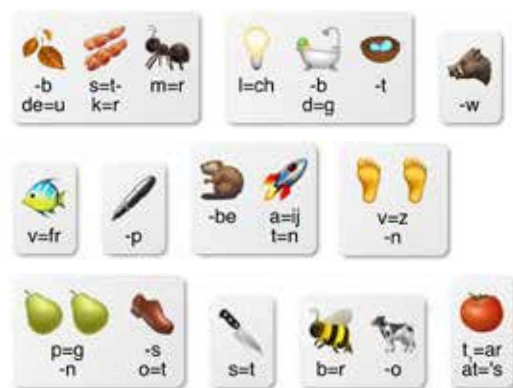 -b s=t- m=r l=ch -b -t
de=u k=r d=g -w
v=fr -p -be a=ij v=z
t=n -n
p=g -s s=t b=r -o t,=ar
-n o=t at='s